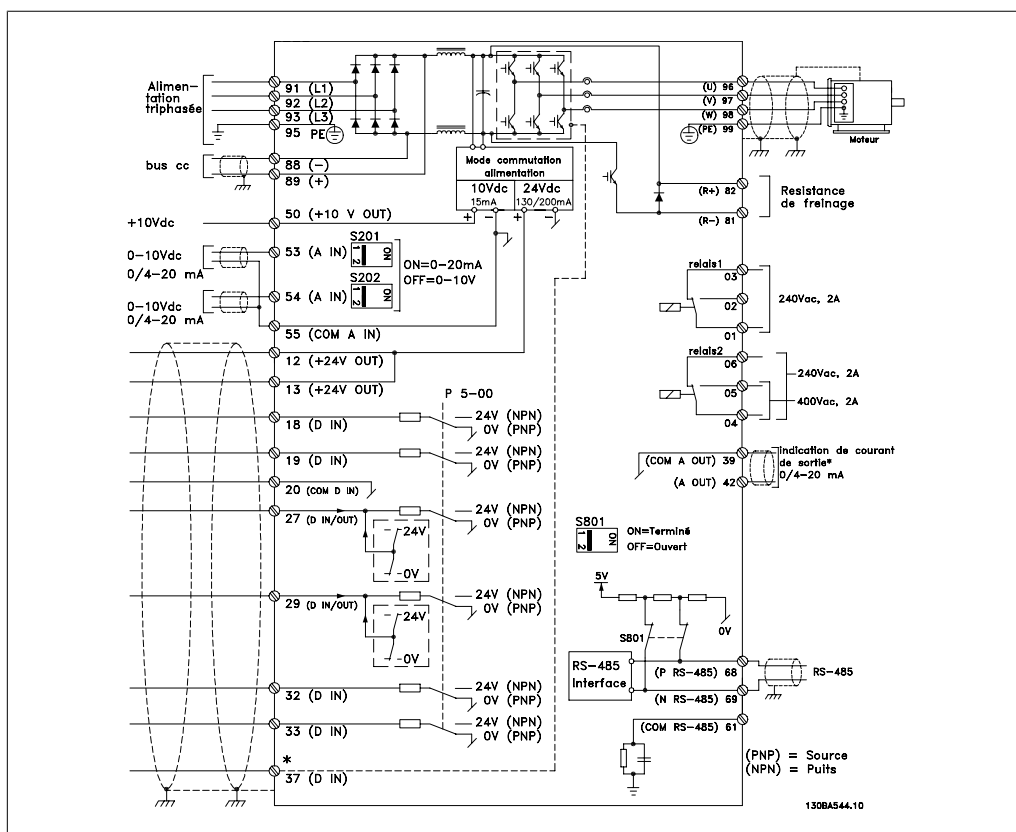 Alimen-
tation
triphasée
91 (L1)
92 (L2)
93 (L3)
95 PE
bus cc
88 (-)
89 (+)
+10Vdc
50 (+10 V OUT)
0-10Vdc
0/4-20 mA
53 (A IN)
S201
1 2
ON
ON=0-20mA
OFF=0-10V
0-10Vdc
0/4-20 mA
54 (A IN)
S202
1 2
ON
55 (COM A IN)
12 (+24V OUT)
13 (+24V OUT)
P 5-00
18 (D IN)
24V (NPN)
0V (PNP)
19 (D IN)
24V (NPN)
0V (PNP)
20 (COM D IN)
27 (D IN/OUT)
24V (NPN)
0V (PNP)
24V
0V
29 (D IN/OUT)
24V (NPN)
0V (PNP)
24V
0V
32 (D IN)
24V (NPN)
0V (PNP)
33 (D IN)
24V (NPN)
0V (PNP)
*
37 (D IN)
Mode commutation
alimentation
10Vdc
15mA
24Vdc
130/200mA
+ - + -
(U) 96
(V) 97
(W) 98
(PE) 99
Moteur
(R+) 82
(R-) 81
Resistance
de freinage
relais1
03
02
01
240Vac, 2A
relais2
06
05
04
240Vac, 2A
400Vac, 2A
(COM A OUT) 39
(A OUT) 42
indication de courant
de sortie*
0/4-20 mA
S801
1 2
ON
ON=Terminé
OFF=Ouvert
5V
0V
S801
RS-485
Interface
(P RS-485) 68
(N RS-485) 69
RS-485
(COM RS-485) 61
(PNP) = Source
(NPN) = Puits
130BA544.10